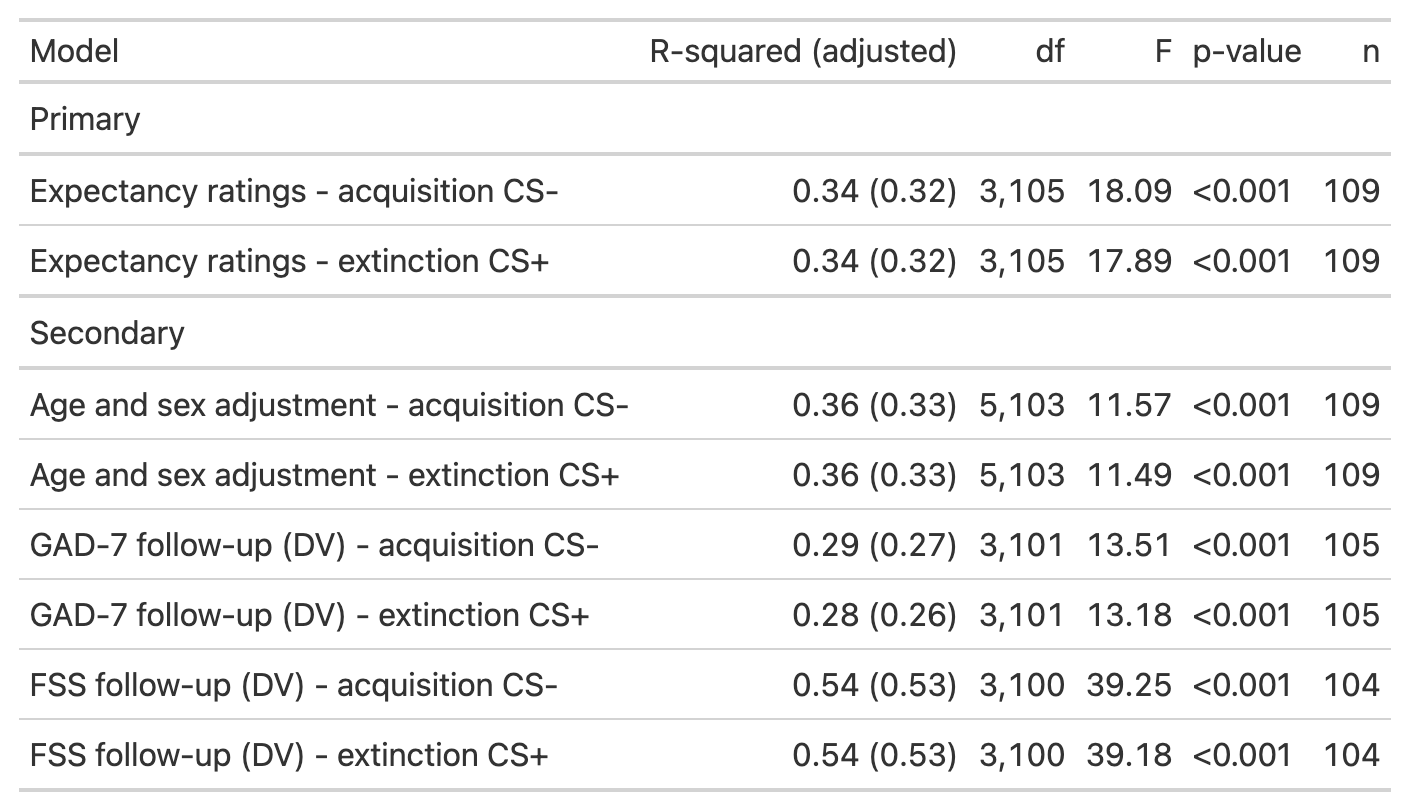 Model R-squared (adjusted) df F p-value n
Primary
Expectancy ratings - acquisition CS- 0.34 (0.32) 3,105 18.09 <0.001 109
Expectancy ratings - extinction CS+ 0.34 (0.32) 3,105 17.89 <0.001 109
Secondary
Age and sex adjustment - acquisition CS- 0.36 (0.33) 5,103 11.57 <0.001 109
Age and sex adjustment - extinction CS+ 0.36 (0.33) 5,103 11.49 <0.001 109
GAD-7 follow-up (DV) - acquisition CS- 0.29 (0.27) 3,101 13.51 <0.001 105
GAD-7 follow-up (DV) - extinction CS+ 0.28 (0.26) 3,101 13.18 <0.001 105
FSS follow-up (DV) - acquisition CS- 0.54 (0.53) 3,100 39.25 <0.001 104
FSS follow-up (DV) - extinction CS+ 0.54 (0.53) 3,100 39.18 <0.001 104